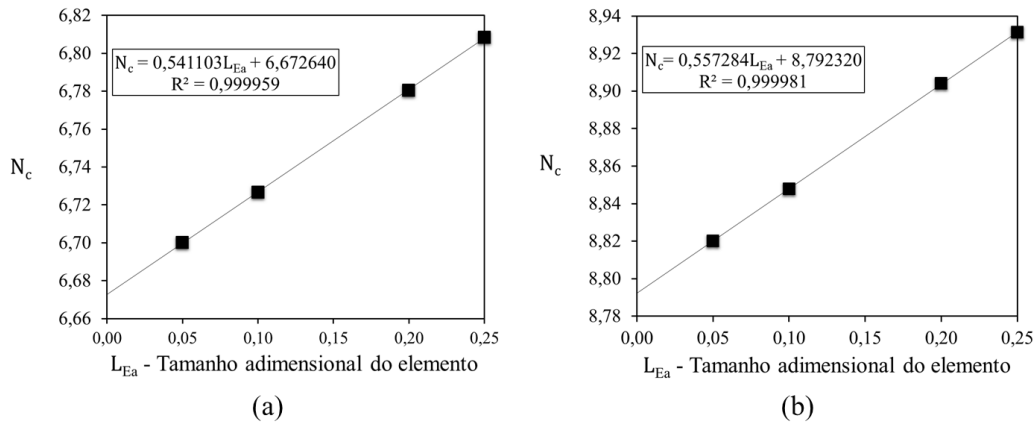 6,82
6,80
6,78
6,76
6,74
6,72
6,70
6,68
6,66
N_c
N_c = 0,541103L_Ea + 6,672640
R² = 0,999959
0,00 0,05 0,10 0,15 0,20 0,25
L_Ea - Tamanho adimensional do elemento
(a)
8,94
8,92
8,90
8,88
8,86
8,84
8,82
8,80
8,78
N_c
N_c= 0,557284L_Ea + 8,792320
R² = 0,999981
0,00 0,05 0,10 0,15 0,20 0,25
L_Ea - Tamanho adimensional do elemento
(b)